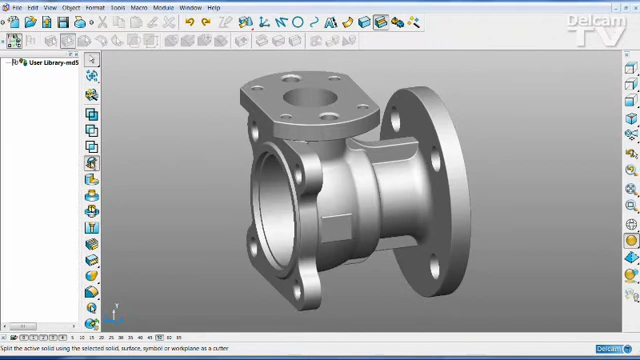 File Edit View Object Format Tools Macro Module Window Help
Delcam
TV
User Library-md5
Y
Split the active solid using the selected solid, surface, symbol or workplane as a cutter
Delcam